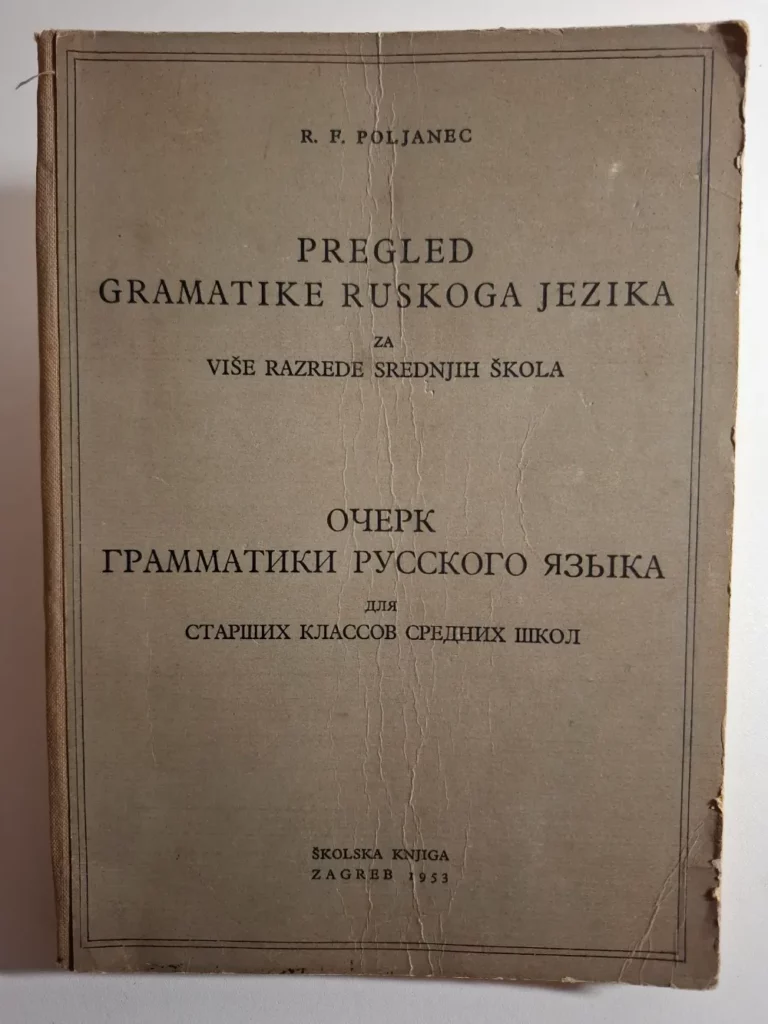 R. F. POLJANEC
PREGLED
GRAMATIKE RUSKOGA JEZIKA
ZA
VIŠE RAZREDE SREDNJIH ŠKOLA
ОЧЕРК
ГРАММАТИКИ РУССКОГО ЯЗЫКА
ДЛЯ
СТАРШИХ КЛАССОВ СРЕДНИХ ШКОЛ
ŠKOLSKA KNJIGA
ZAGREB 1953